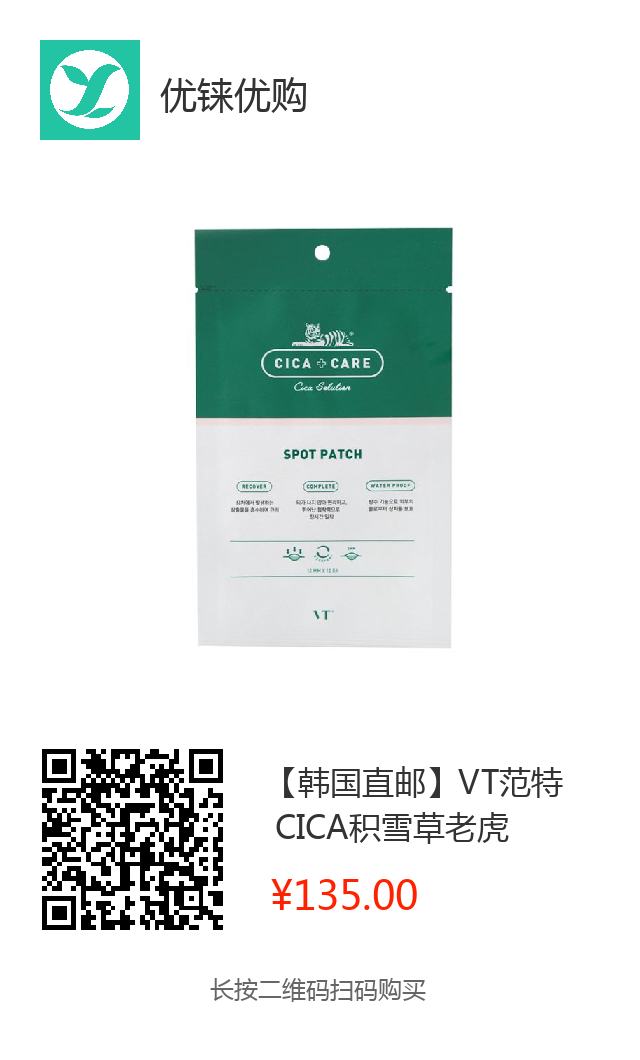 优铼优购
CICA CARE
Cica Solution
SPOT PATCH
RECOVER
COMPLETE
WATER PROOF
VT
【韩国直邮】VT范特
CICA积雪草老虎
¥135.00
长按二维码扫码购买